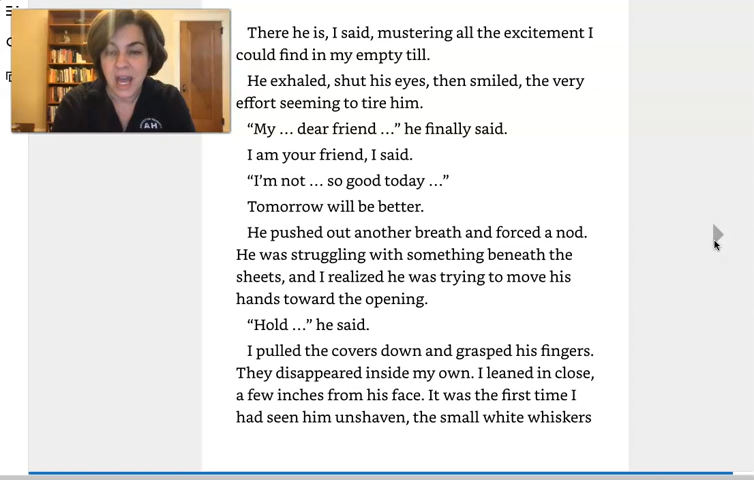 There he is, I said, mustering all the excitement I
could find in my empty till.
He exhaled, shut his eyes, then smiled, the very
effort seeming to tire him.
“My … dear friend …” he finally said.
I am your friend, I said.
“I’m not … so good today …”
Tomorrow will be better.
He pushed out another breath and forced a nod.
He was struggling with something beneath the
sheets, and I realized he was trying to move his
hands toward the opening.
“Hold …” he said.
I pulled the covers down and grasped his fingers.
They disappeared inside my own. I leaned in close,
a few inches from his face. It was the first time I
had seen him unshaven, the small white whiskers
AH